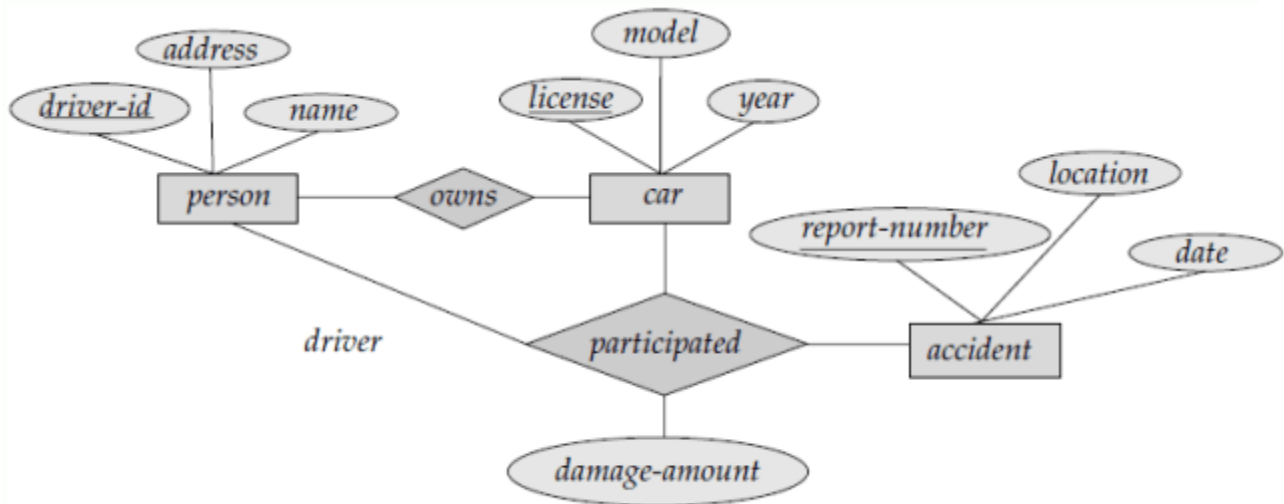 model
address
license
year
driver-id
name
location
person
owns
car
report-number
date
driver
participated
accident
damage-amount